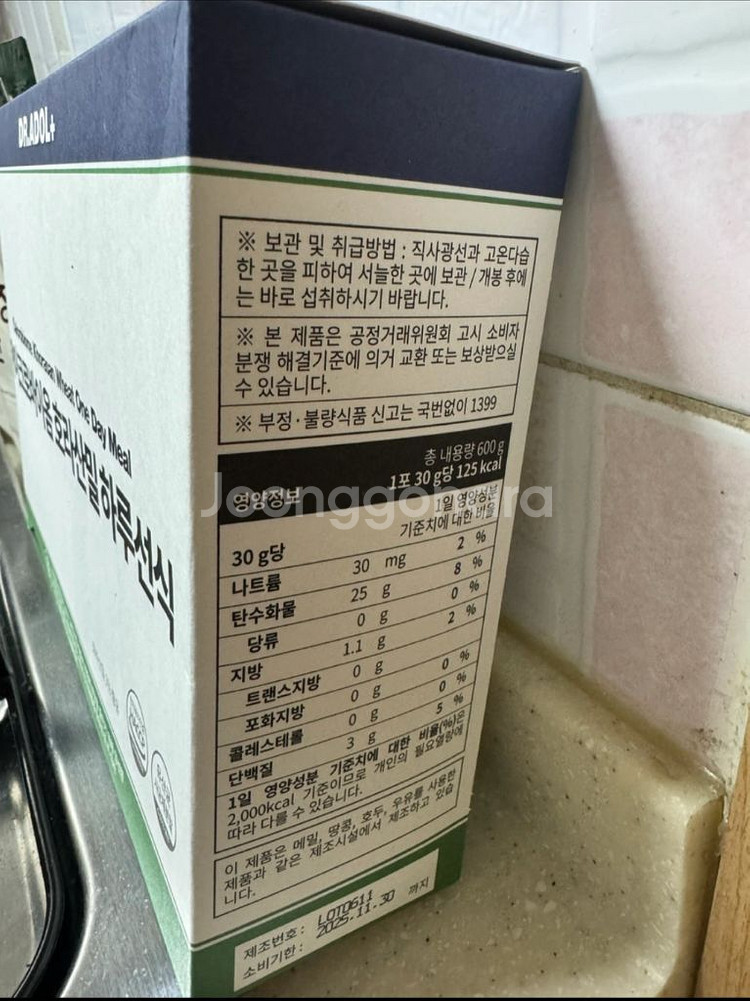 DR.ADOL+
Kamut Khorasan Wheat One Day Meal
호라산밀 하루선식
※ 보관 및 취급방법 : 직사광선과 고온다습
한 곳을 피하여 서늘한 곳에 보관 / 개봉 후에
는 바로 섭취하시기 바랍니다.
※ 본 제품은 공정거래위원회 고시 소비자
분쟁 해결기준에 의거 교환 또는 보상받으실
수 있습니다.
※ 부정·불량식품 신고는 국번없이 1399
총 내용량 600 g
영양정보 1포 30 g당 125 kcal
Joonggonara
30 g당 1일 영양성분
기준치에 대한 비율
나트륨 30 mg 2 %
탄수화물 25 g 8 %
당류 0 g 0 %
지방 1.1 g 2 %
트랜스지방 0 g
포화지방 0 g 0 %
콜레스테롤 0 g 0 %
단백질 3 g 5 %
1일 영양성분 기준치에 대한 비율(%)은
2,000kcal 기준이므로 개인의 필요열량에
따라 다를 수 있습니다.
이 제품은 메밀, 땅콩, 호두, 우유를 사용한
제품과 같은 제조시설에서 제조하고 있습
니다.
제조번호 : LOT0611
소비기한 : 2025.11.30 까지